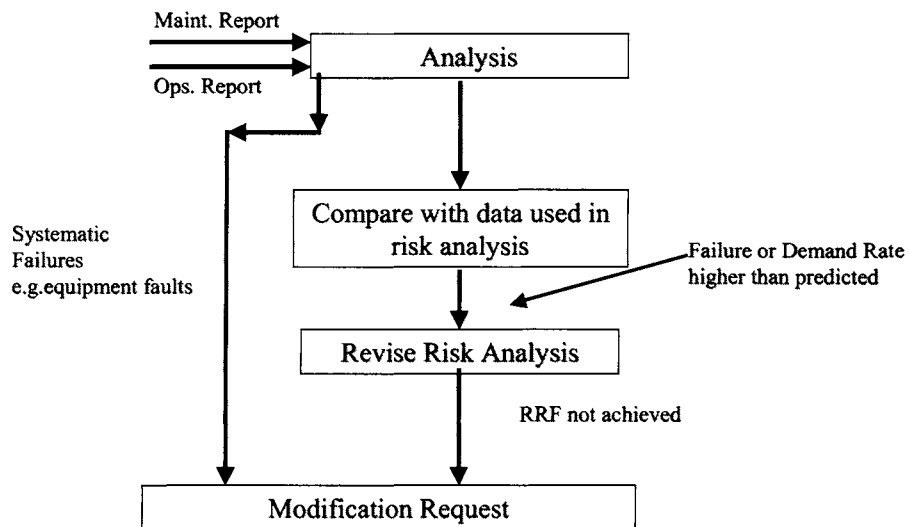 Maint. Report
Analysis
Ops. Report
Compare with data used in
risk analysis
Systematic
Failures
e.g.equipment faults
Failure or Demand Rate
higher than predicted
Revise Risk Analysis
RRF not achieved
Modification Request